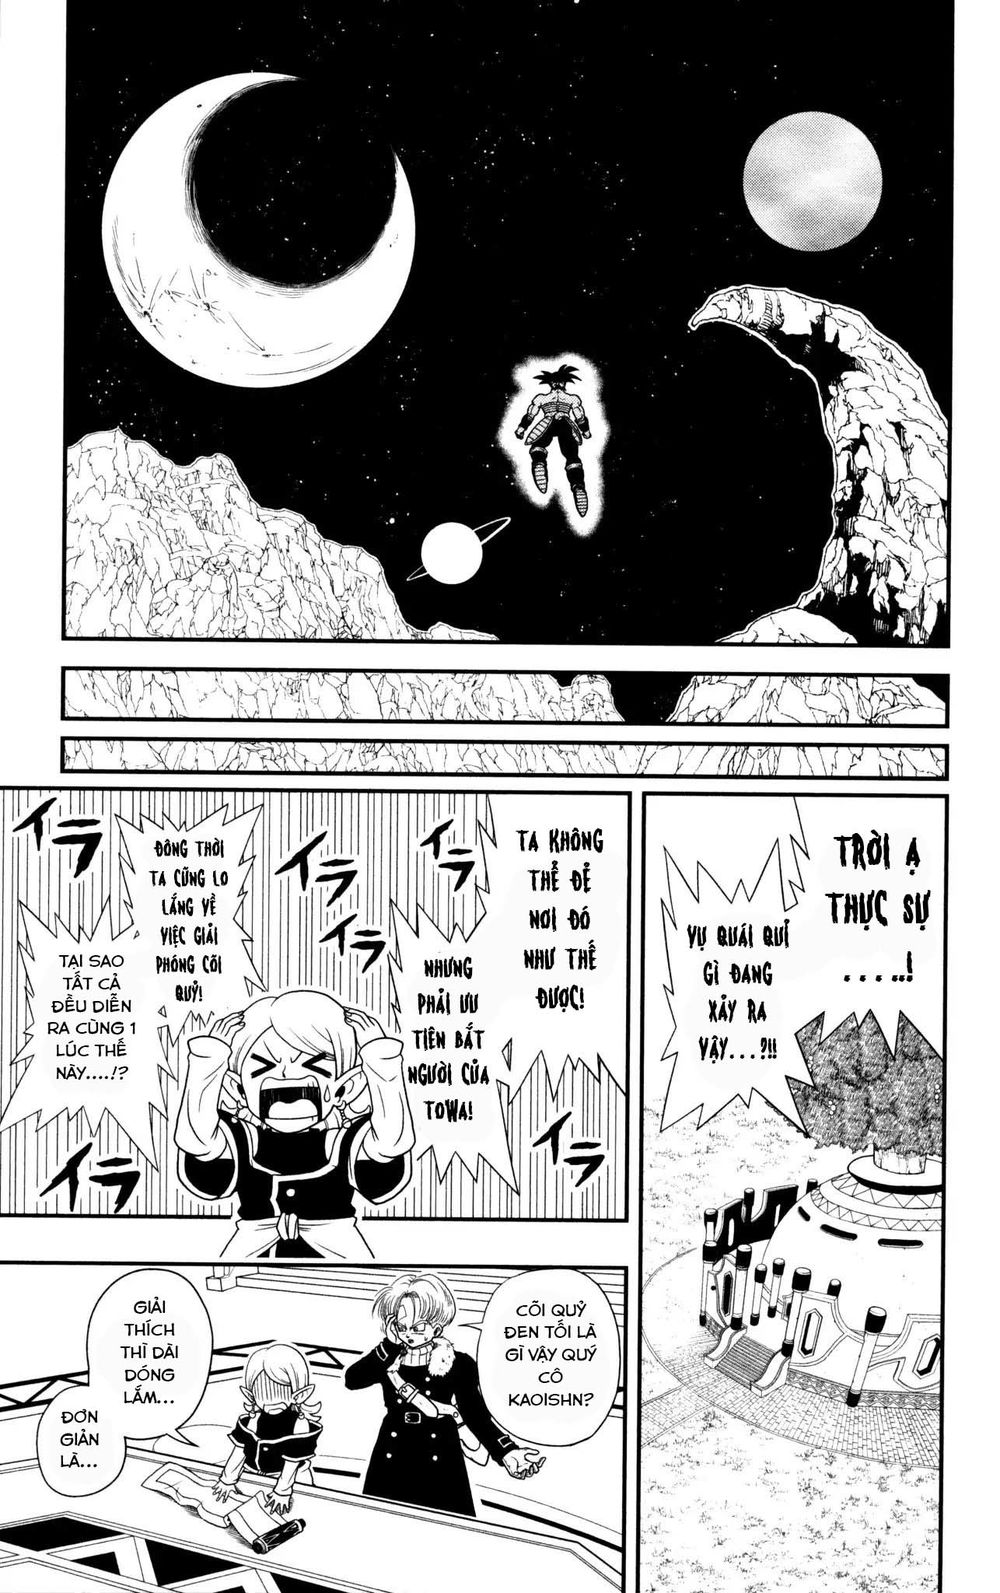 TRỜI Ạ
THỰC SỰ
.....!
VỤ QUÁI QUỈ
GÌ ĐANG
XẢY RA
VẬY....?!!
TA KHÔNG
THỂ ĐẺ
NƠI ĐÓ
NHƯ THẾ
ĐƯỢC!
NHƯNG
PHẢI ƯU
TIÊN BẮT
NGƯỜI CỦA
TOWA!
ĐỒNG THỜI
TA CŨNG LO
LẮNG VỀ
VIỆC GIẢI
PHÓNG CÕI
QUỶ!
TẠI SAO
TẤT CẢ
ĐỀU DIỄN
RA CÙNG 1
LÚC THẾ
NÀY....!?
イラ
イラ
イラ
イラ
イラ
CÕI QUỶ
ĐEN TỐI LÀ
GÌ VẬY QUÝ
CÔ
KAOISHN?
GIẢI
THÍCH
THÌ DÀI
DÓNG
LẮM...
ĐƠN
GIẢN
LÀ...